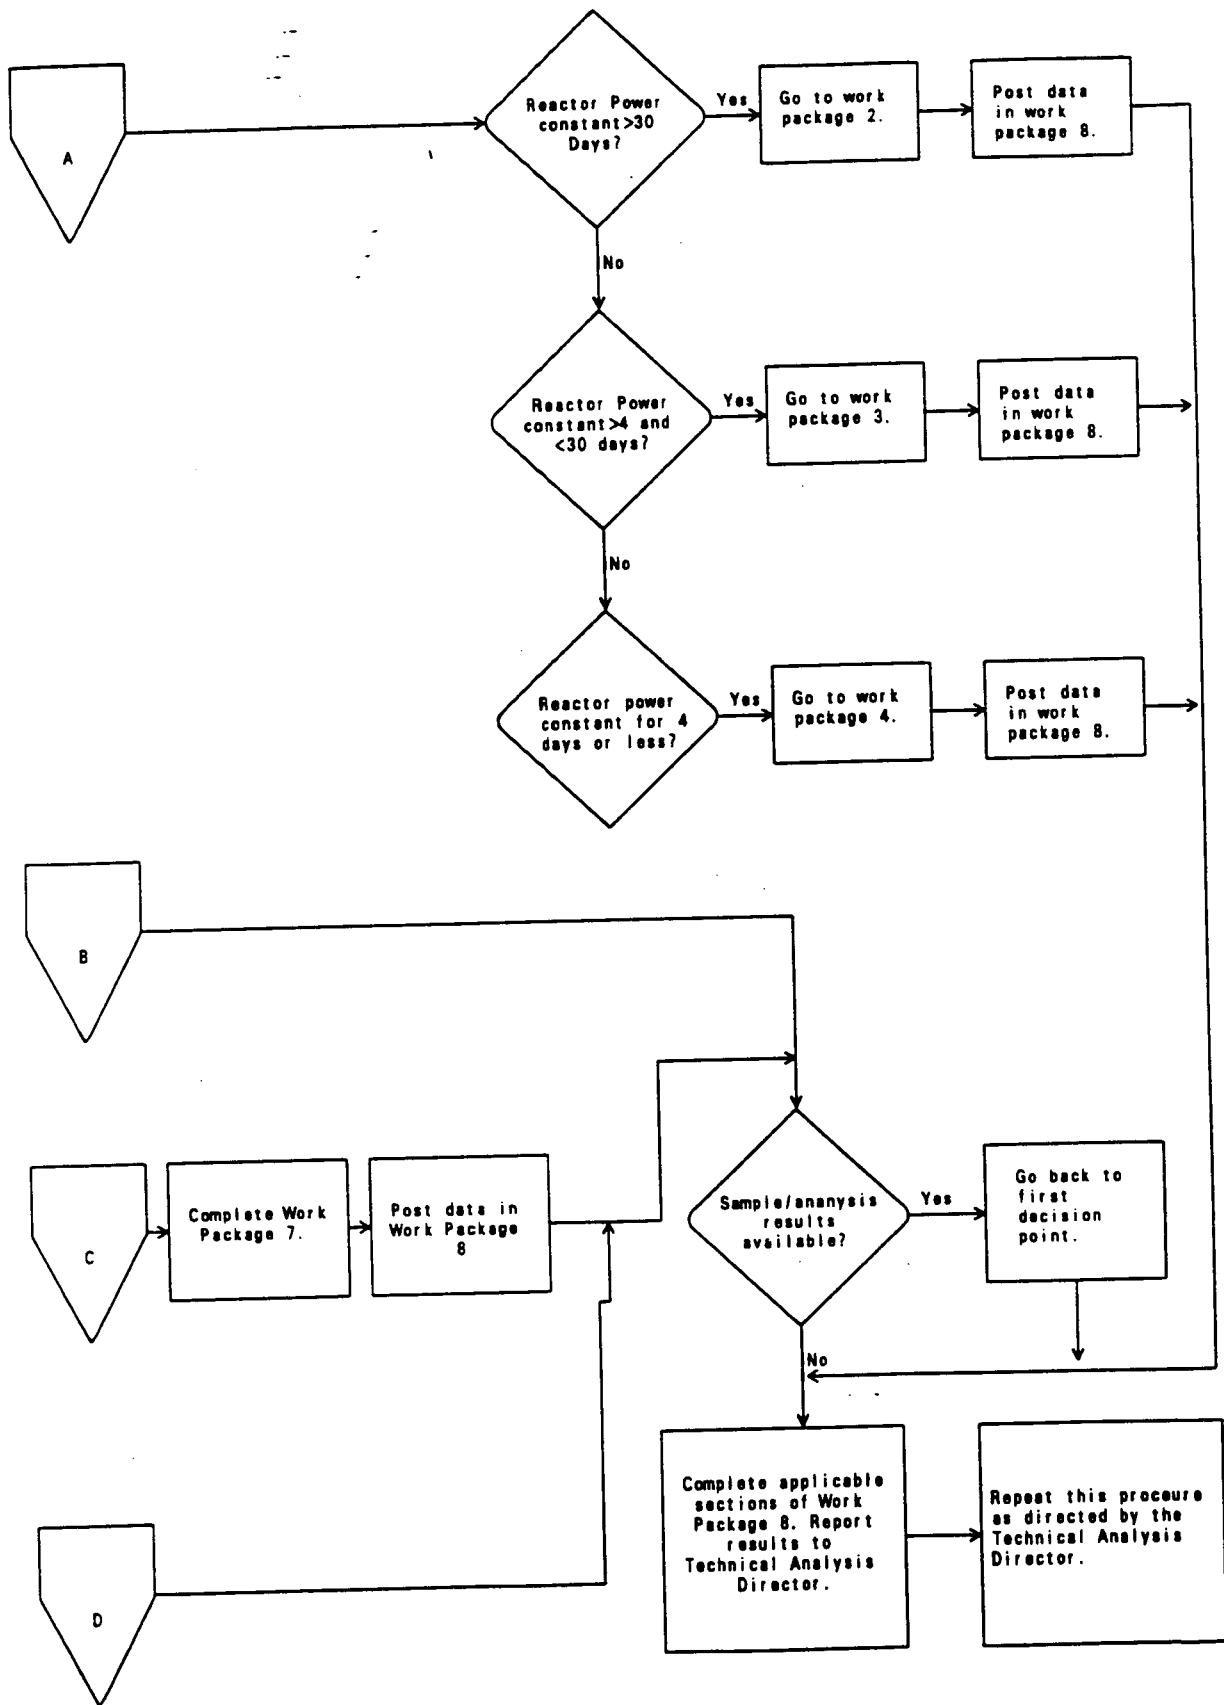 A
Reactor Power
constant>30
Days?
Yes
Go to work
package 2.
Post data
in work
package 8.
No
Reactor Power
constant>4 and
<30 days?
Yes
Go to work
package 3.
Post data
in work
package 8.
No
Reactor power
constant for 4
days or less?
Yes
Go to work
package 4.
Post data
in work
package 8.
B
C
Complete Work
Package 7.
Post data in
Work Package
8
Sample/ananysis
results
available?
Yes
Go back to
first
decision
point.
No
Complete applicable
sections of Work
Package 8. Report
results to
Technical Analysis
Director.
Repeat this proceure
as directed by the
Technical Analysis
Director.
D